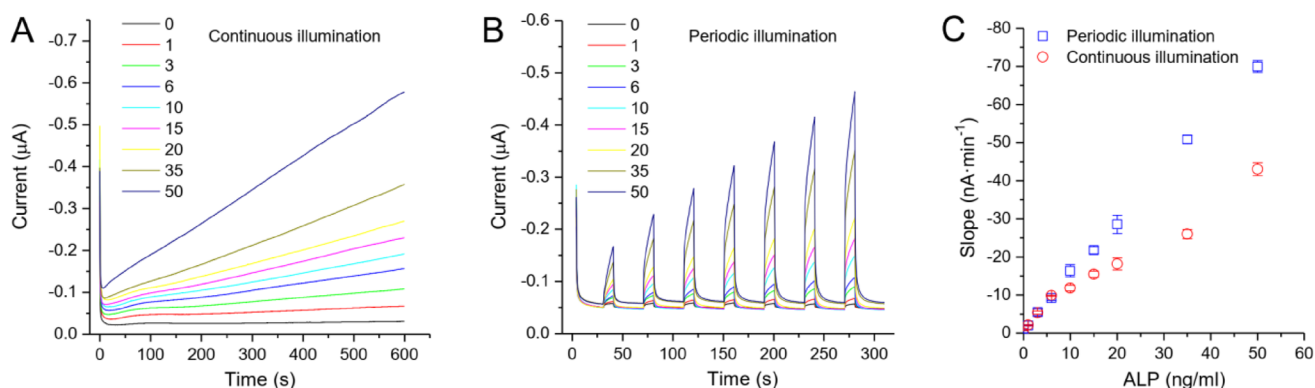 A
Continuous illumination
0
1
3
6
10
15
20
35
50
-0.7
-0.6
-0.5
-0.4
-0.3
-0.2
-0.1
0.0
Current (μA)
0 100 200 300 400 500 600
Time (s)
B
Periodic illumination
0
1
3
6
10
15
20
35
50
-0.6
-0.5
-0.4
-0.3
-0.2
-0.1
0.0
Current (μA)
0 50 100 150 200 250 300
Time (s)
C
Periodic illumination
Continuous illumination
-80
-70
-60
-50
-40
-30
-20
-10
0
Slope (nA·min⁻¹)
0 10 20 30 40 50 60
ALP (ng/ml)